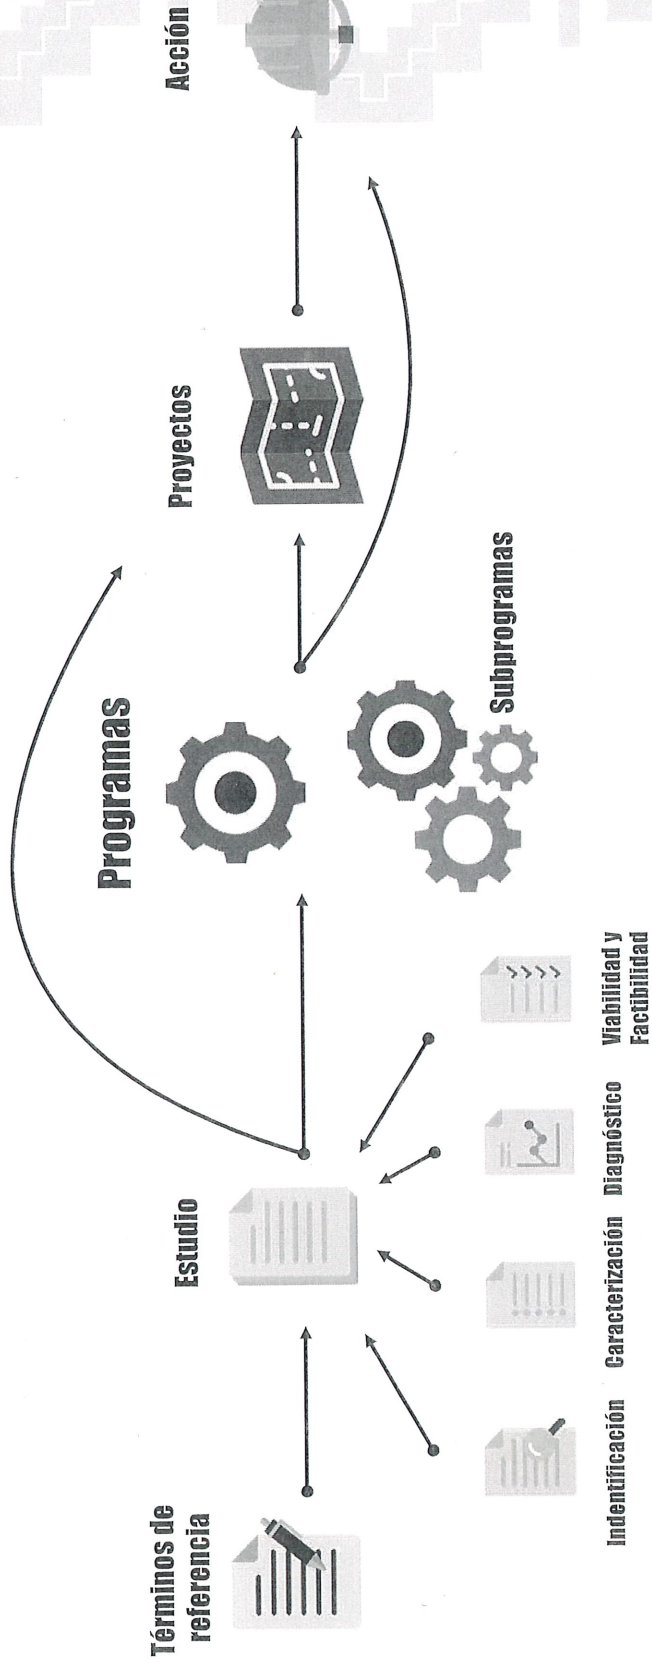 Términos de
referencia
Estudio
Programas
Proyectos
Acción
Subprogramas
Indentificación
Caracterización
Diagnóstico
Viabilidad y
Factibilidad